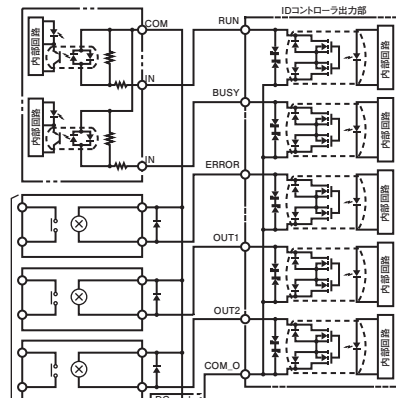 IDコントローラ出力部
COM
RUN
内部回路
内部回路
IN
BUSY
内部回路
内部回路
IN
ERROR
内部回路
OUT1
内部回路
OUT2
内部回路
COM_O